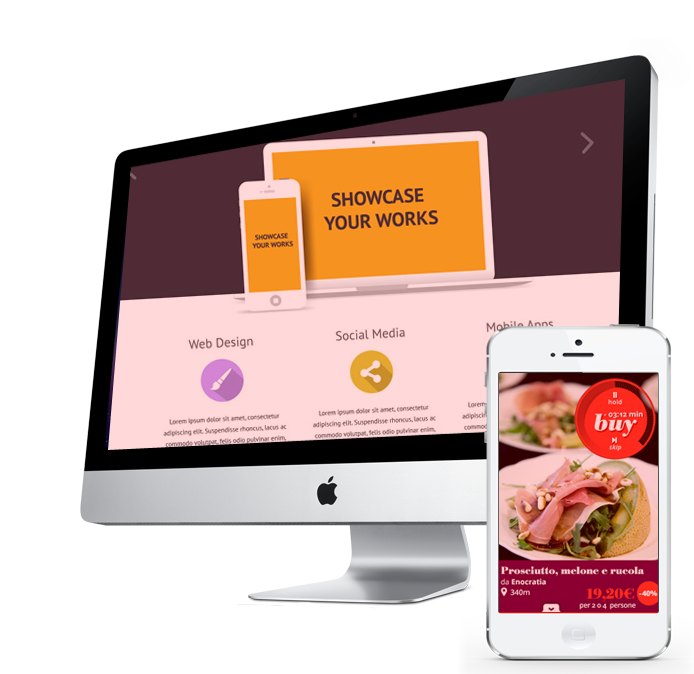 SHOWCASE
YOUR WORKS
SHOWCASE
YOUR WORKS
Web Design
Social Media
Mobile Apps
Lorem ipsum dolor sit amet, consectetur
adipiscing elit. Suspendisse rhoncus, lacus ac
commodo volutpat, felis odio pulvinar enim,
Lorem ipsum dolor sit amet, consectetur
adipiscing elit. Suspendisse rhoncus, lacus ac
commodo volutpat, felis odio pulvinar enim,
hold
- 03:12 min
buy
skip
Prosciutto, melone e rucola
da Enocratia
340m
19,20€
-40%
per 2 o 4 persone